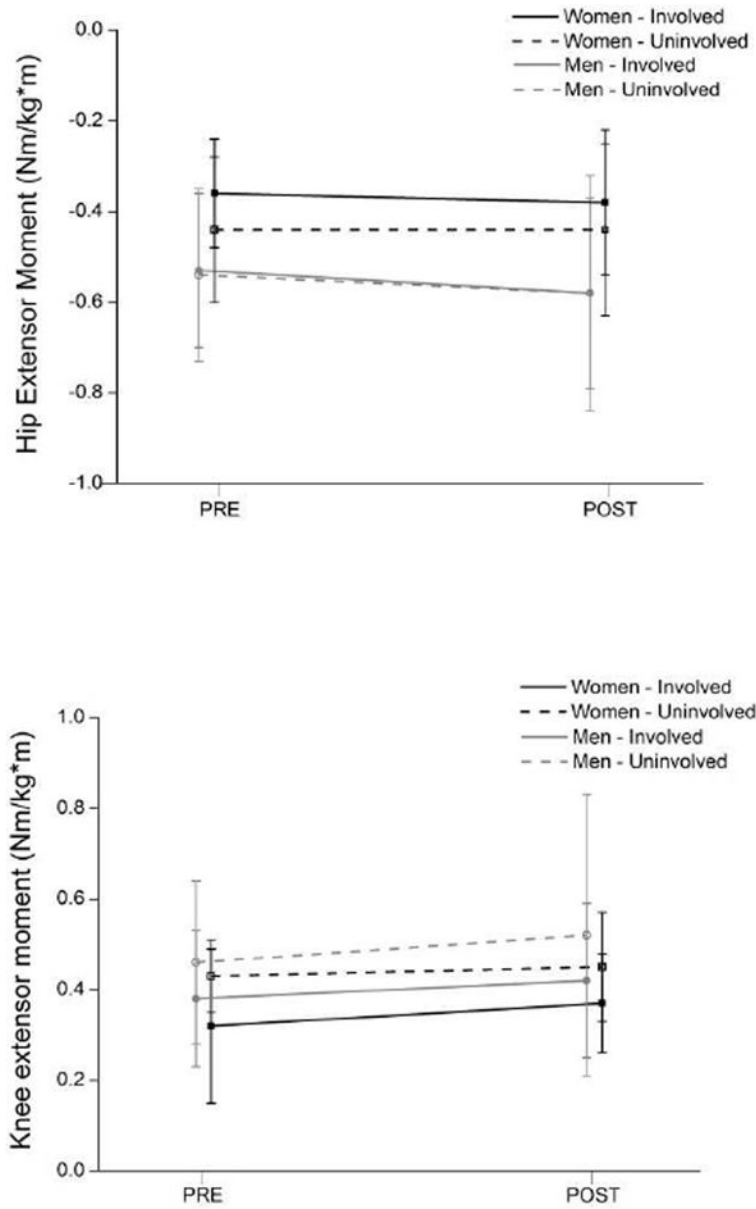 Women - Involved
Women - Uninvolved
Men - Involved
Men - Uninvolved
Hip Extensor Moment (Nm/kg*m)
0.0
-0.2
-0.4
-0.6
-0.8
-1.0
PRE POST
Women - Involved
Women - Uninvolved
Men - Involved
Men - Uninvolved
Knee extensor moment (Nm/kg*m)
1.0
0.8
0.6
0.4
0.2
0.0
PRE POST